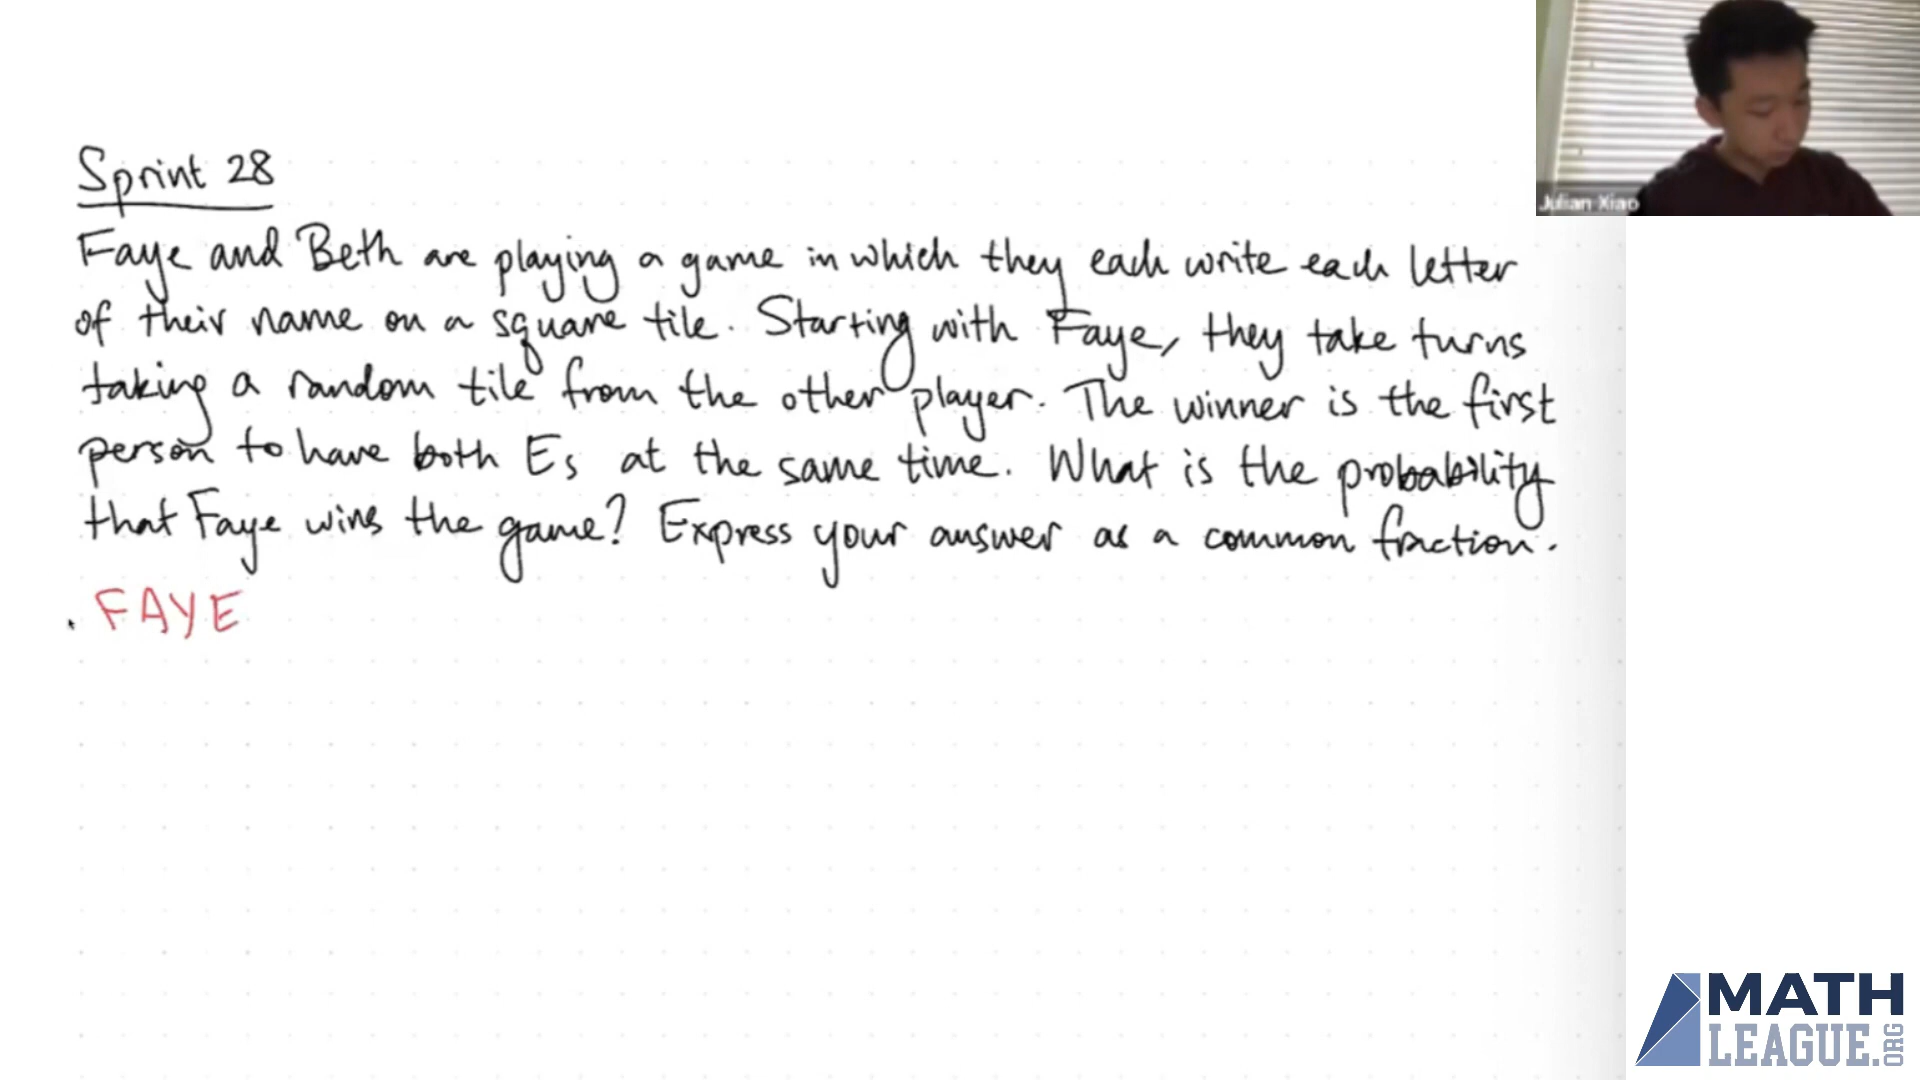 Sprint 28
Faye and Beth are playing a game in which they each write each letter
of their name on a square tile. Starting with Faye, they take turns
taking a random tile from the other player. The winner is the first
person to have both Es at the same time. What is the probability
that Faye wins the game? Express your answer as a common fraction.
FAYE
Julian Xiao
MATH
LEAGUE.ORG